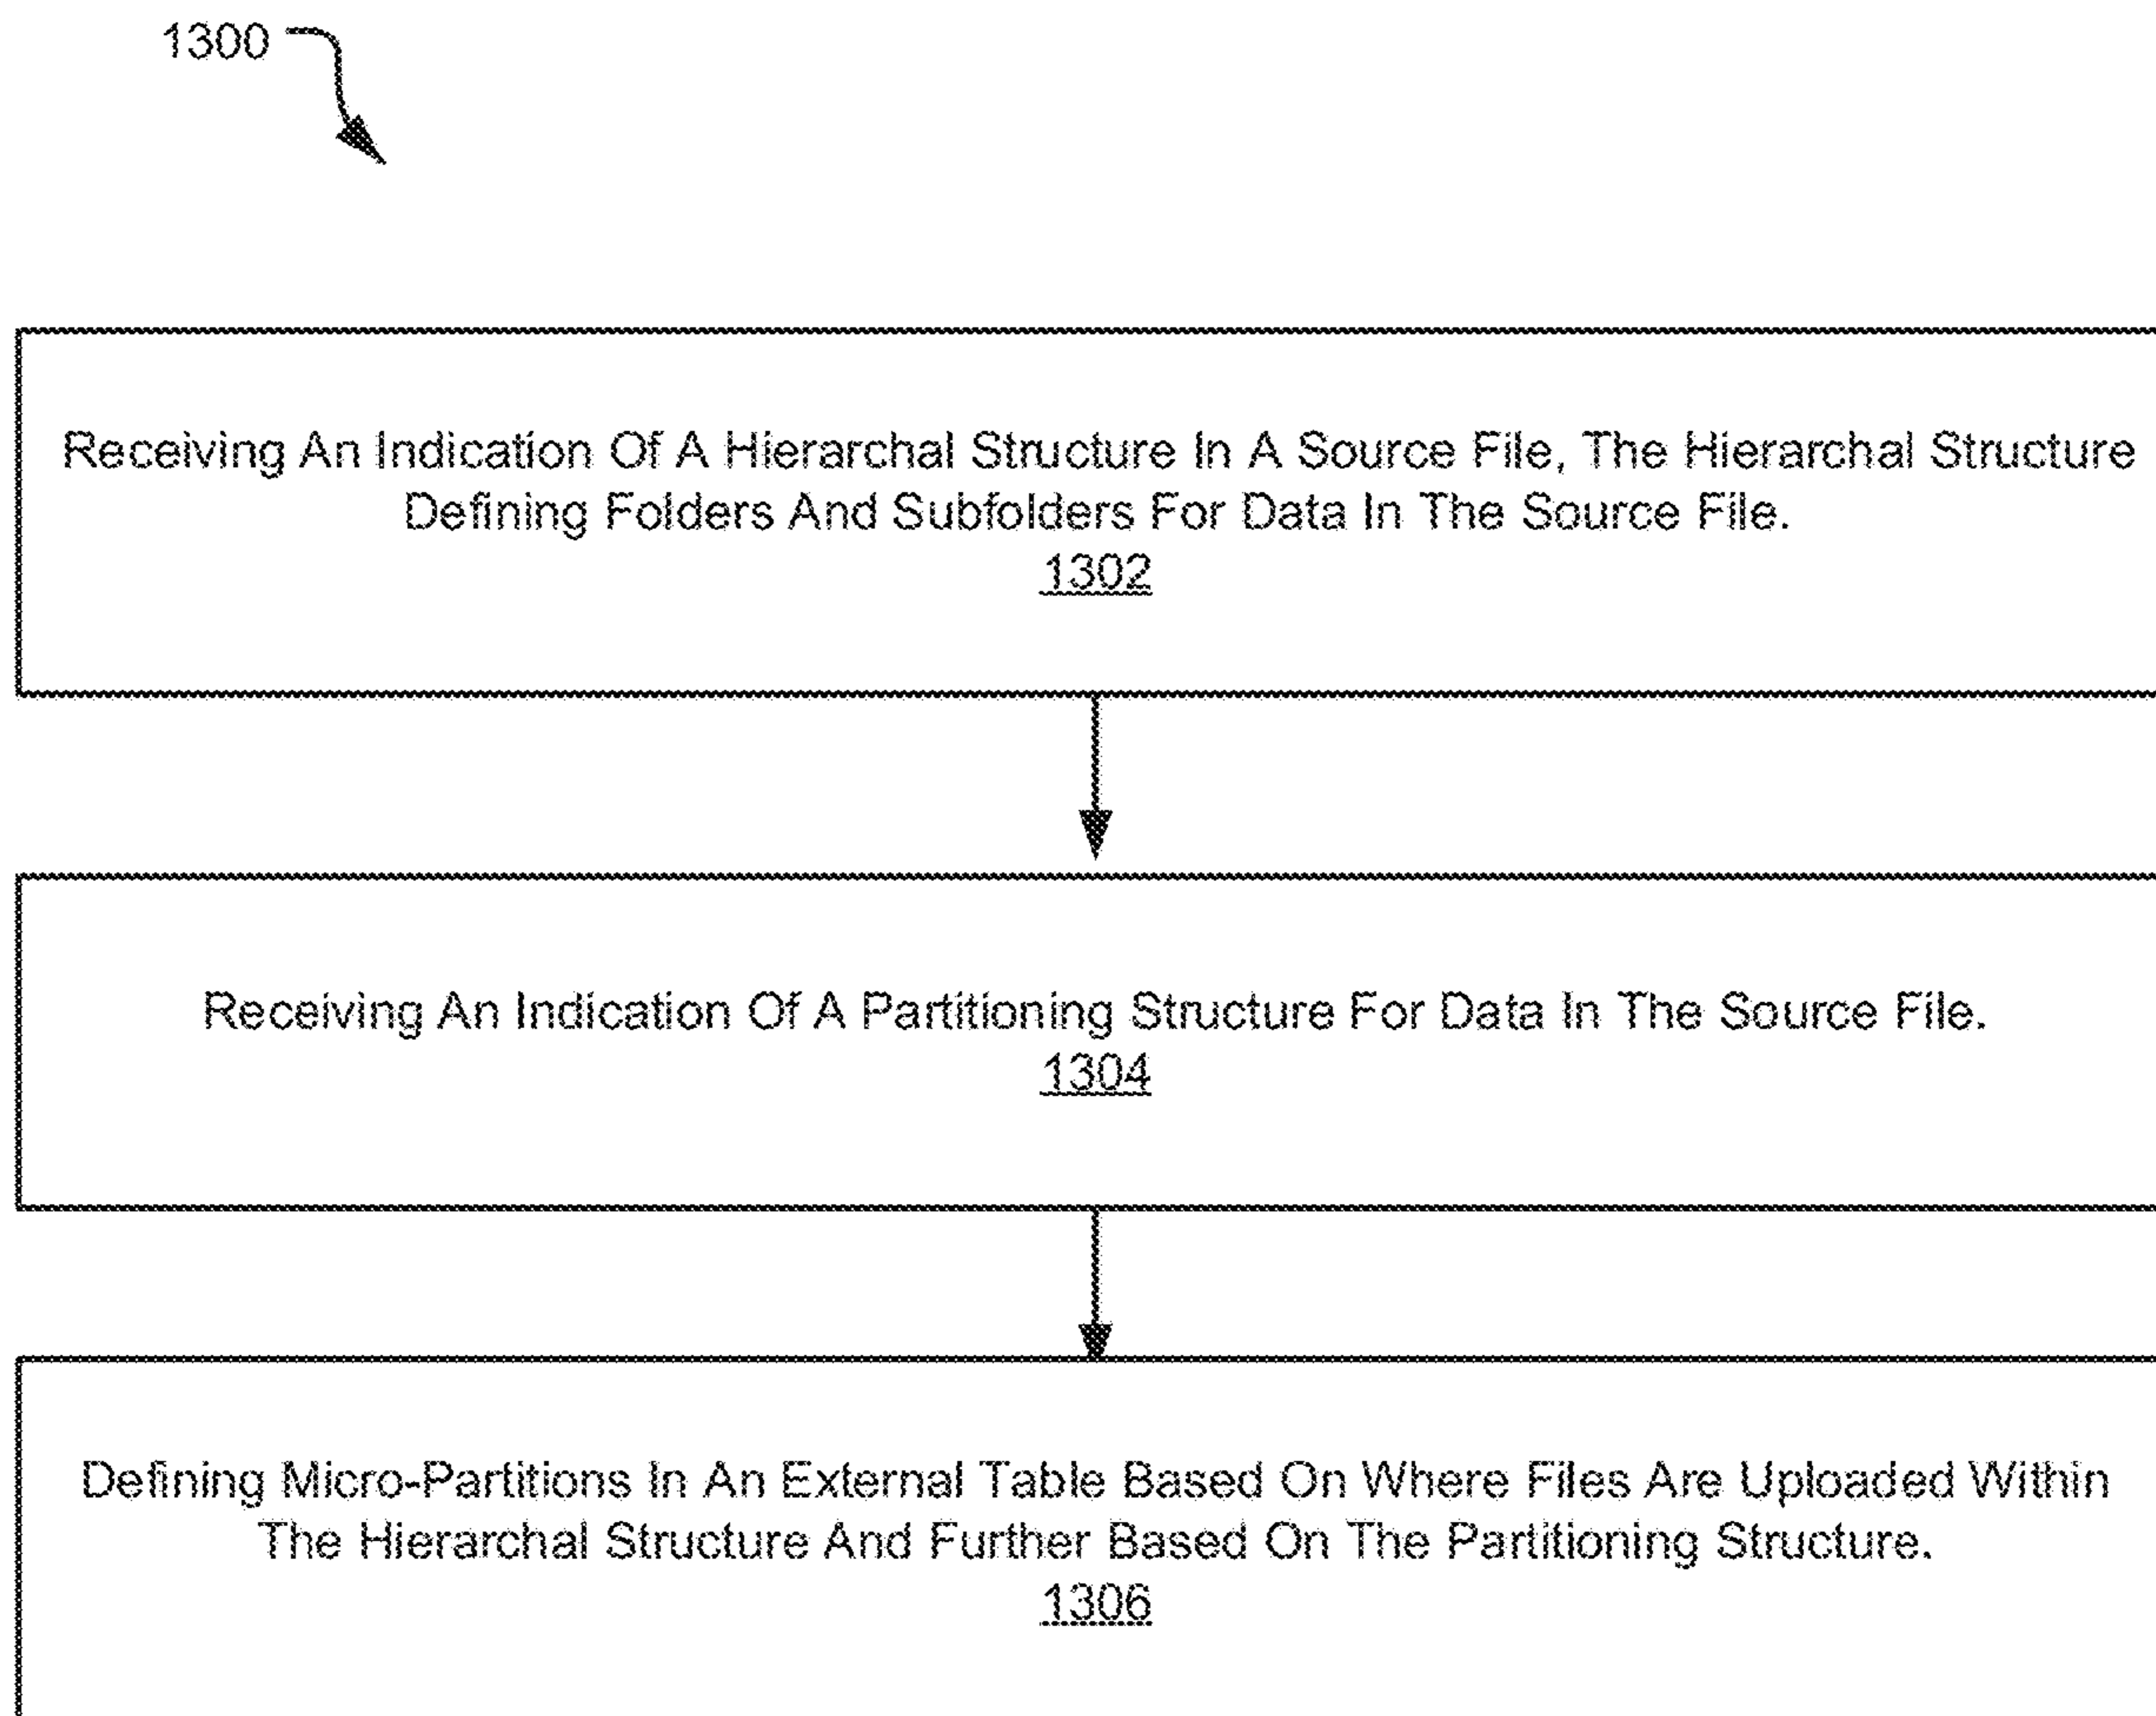 1300
Receiving An Indication Of A Hierarchal Structure In A Source File, The Hierarchal Structure
Defining Folders And Subfolders For Data In The Source File.
1302
Receiving An Indication Of A Partitioning Structure For Data In The Source File.
1304
Defining Micro-Partitions In An External Table Based On Where Files Are Uploaded Within
The Hierarchal Structure And Further Based On The Partitioning Structure.
1306